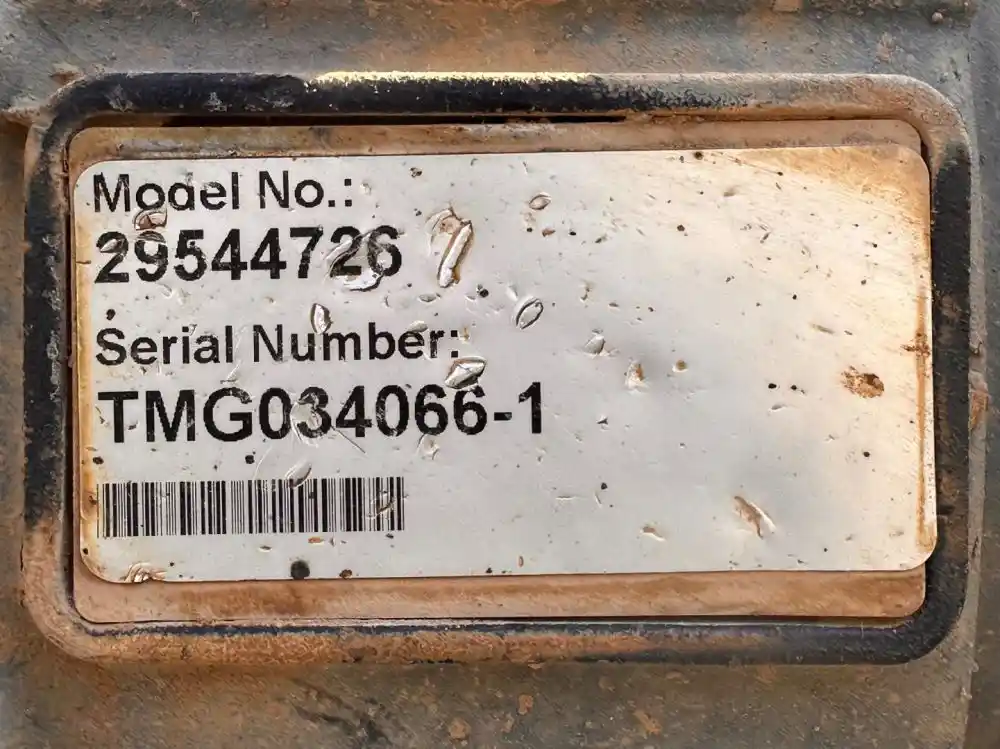 Model No.:
29544726
Serial Number:
TMG034066-1